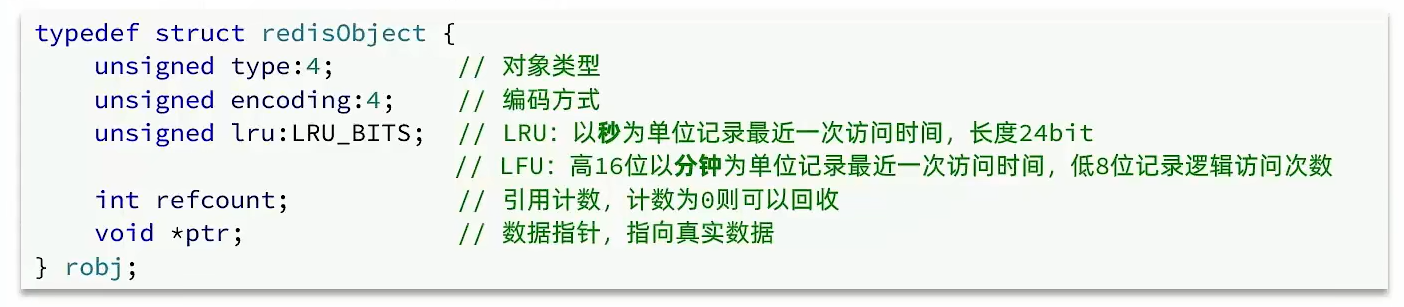 typedef struct redisObject {
    unsigned type:4;         // 对象类型
    unsigned encoding:4;     // 编码方式
    unsigned lru:LRU_BITS;   // LRU：以秒为单位记录最近一次访问时间，长度24bit
                             // LFU：高16位以分钟为单位记录最近一次访问时间，低8位记录逻辑访问次数
    int refcount;            // 引用计数，计数为0则可以回收
    void *ptr;               // 数据指针，指向真实数据
} robj;